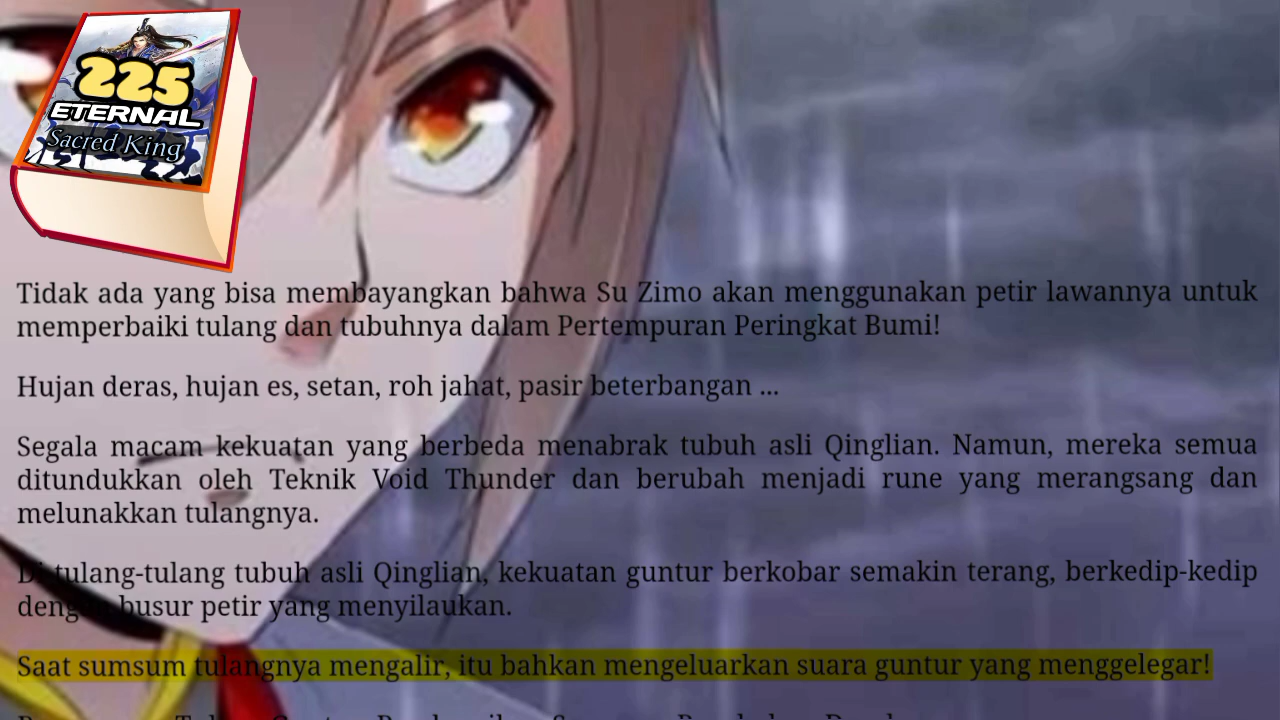 225
ETERNAL
Sacred King
Tidak ada yang bisa membayangkan bahwa Su Zimo akan menggunakan petir lawannya untuk
memperbaiki tulang dan tubuhnya dalam Pertempuran Peringkat Bumi!
Hujan deras, hujan es, setan, roh jahat, pasir beterbangan ...
Segala macam kekuatan yang berbeda menabrak tubuh asli Qinglian. Namun, mereka semua
ditundukkan oleh Teknik Void Thunder dan berubah menjadi rune yang merangsang dan
melunakkan tulangnya.
Di tulang-tulang tubuh asli Qinglian, kekuatan guntur berkobar semakin terang, berkedip-kedip
dengan busur petir yang menyilaukan.
Saat sumsum tulangnya mengalir, itu bahkan mengeluarkan suara guntur yang menggelegar!